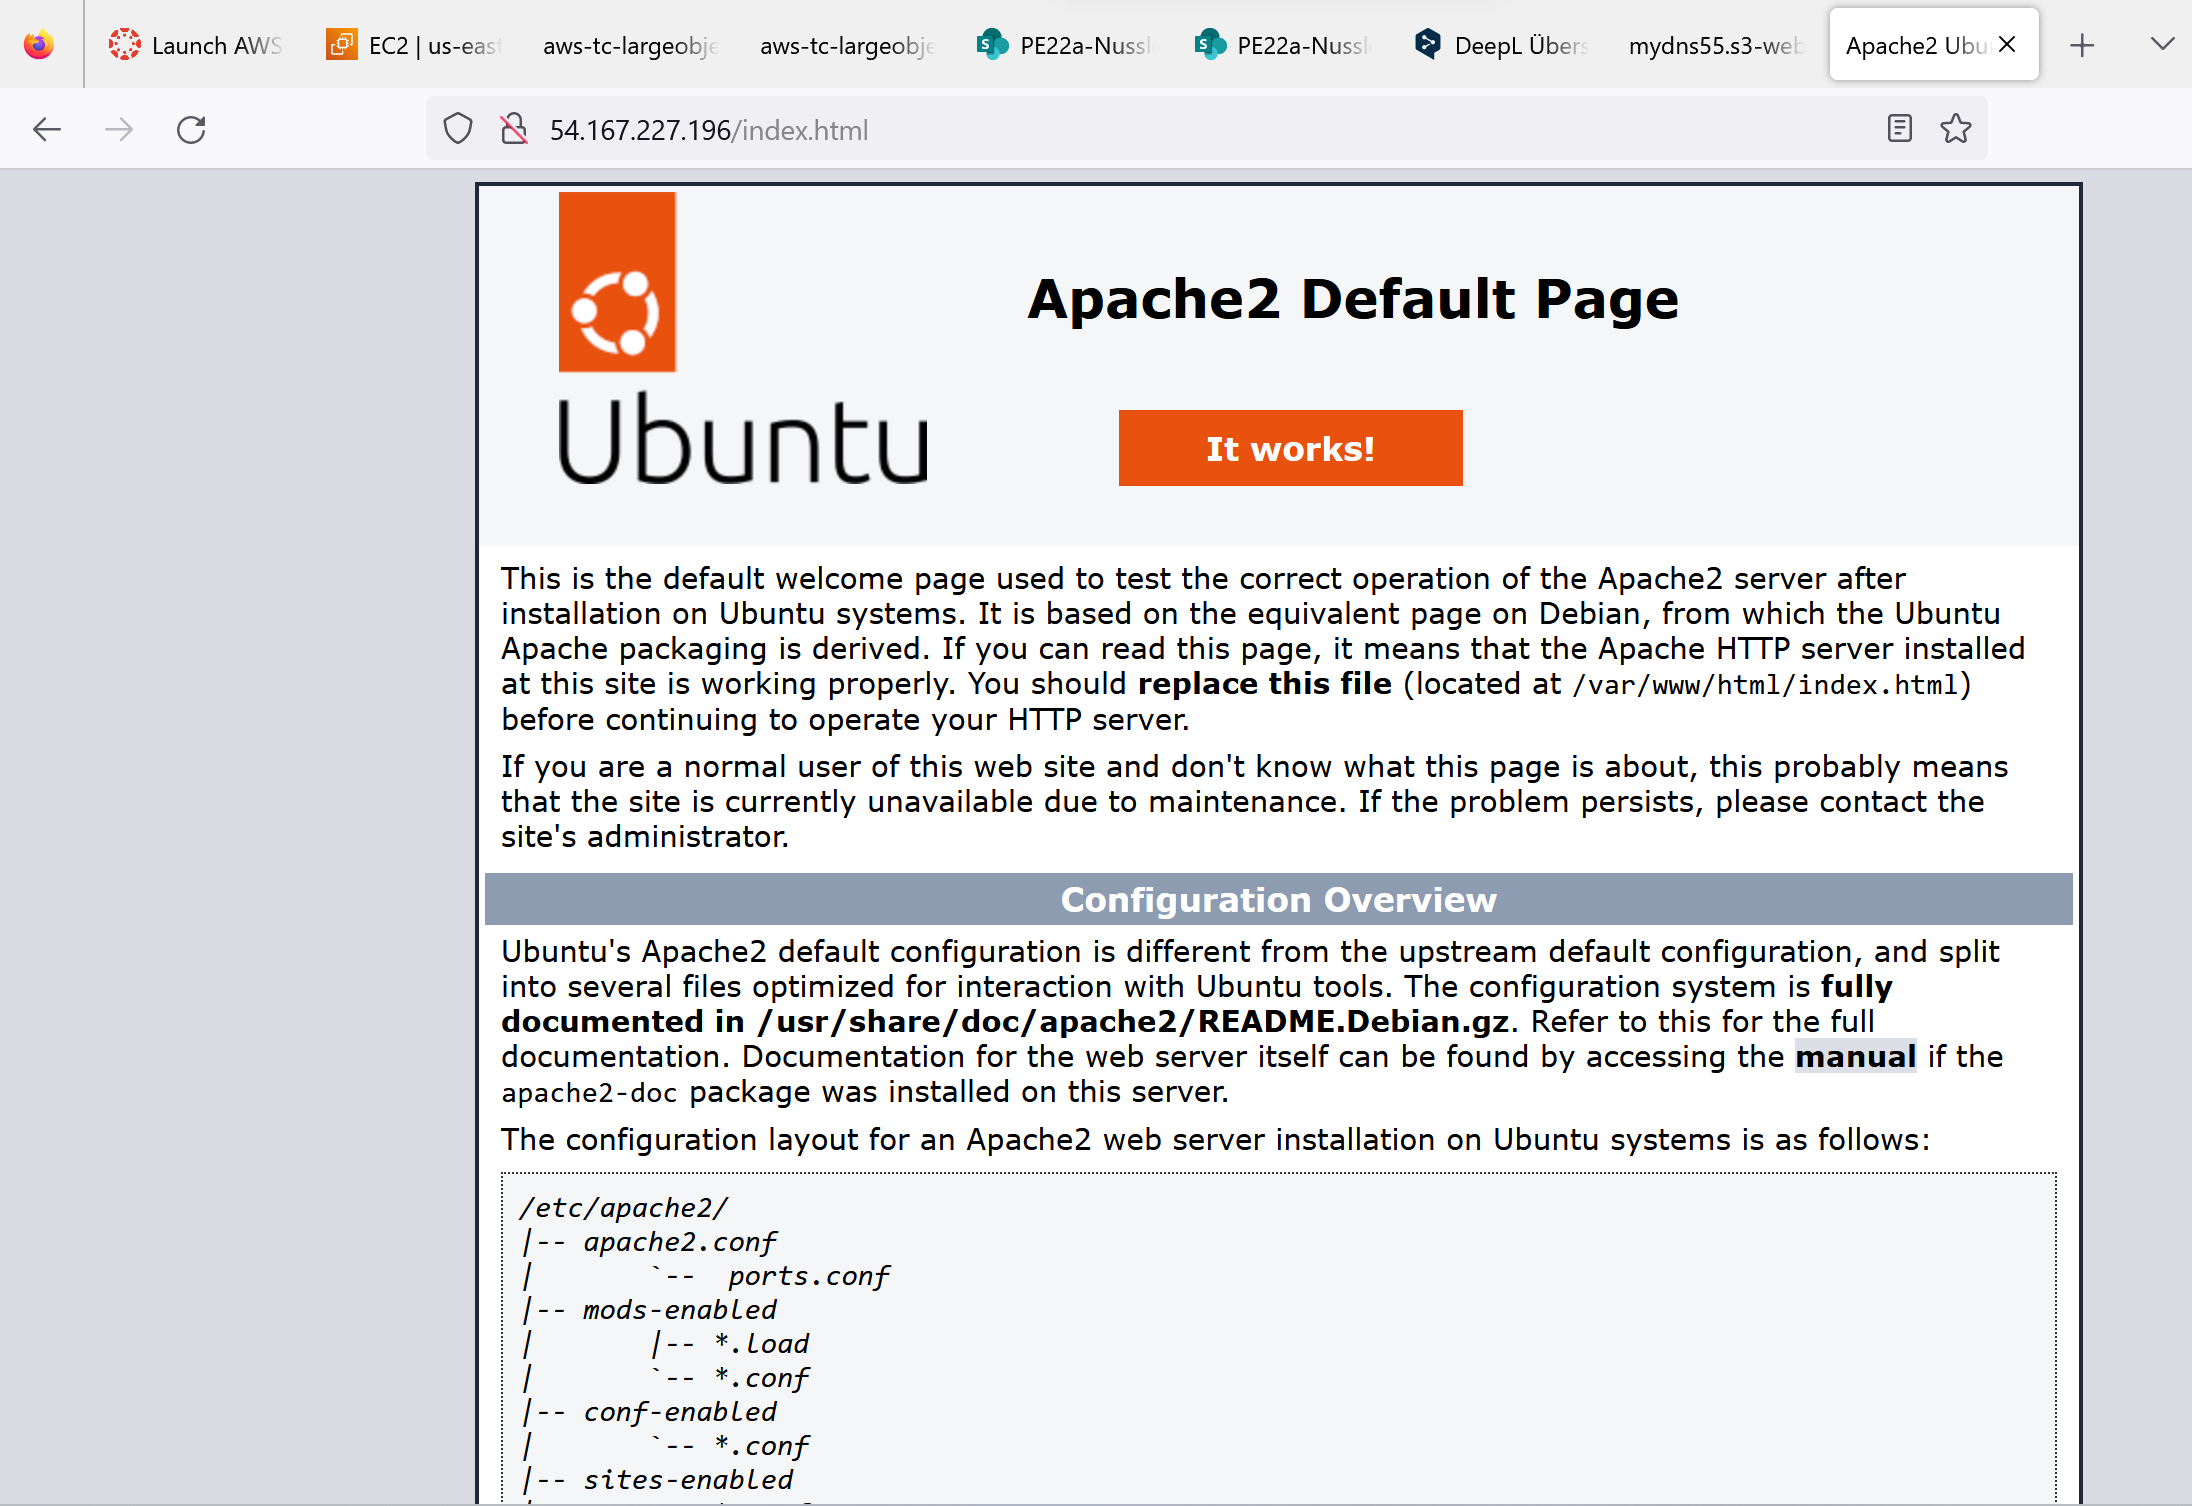 Launch AWS
EC2 | us-east
aws-tc-largeobje
aws-tc-largeobje
PE22a-Nussl
PE22a-Nussl
DeepL Übers
mydns55.s3-web
Apache2 Ubu
54.167.227.196/index.html
Ubuntu
Apache2 Default Page
It works!
This is the default welcome page used to test the correct operation of the Apache2 server after
installation on Ubuntu systems. It is based on the equivalent page on Debian, from which the Ubuntu
Apache packaging is derived. If you can read this page, it means that the Apache HTTP server installed
at this site is working properly. You should replace this file (located at /var/www/html/index.html)
before continuing to operate your HTTP server.
If you are a normal user of this web site and don't know what this page is about, this probably means
that the site is currently unavailable due to maintenance. If the problem persists, please contact the
site's administrator.
Configuration Overview
Ubuntu's Apache2 default configuration is different from the upstream default configuration, and split
into several files optimized for interaction with Ubuntu tools. The configuration system is fully
documented in /usr/share/doc/apache2/README.Debian.gz. Refer to this for the full
documentation. Documentation for the web server itself can be found by accessing the manual if the
apache2-doc package was installed on this server.
The configuration layout for an Apache2 web server installation on Ubuntu systems is as follows:
/etc/apache2/
|-- apache2.conf
|       `--  ports.conf
|-- mods-enabled
|       |-- *.load
|       `-- *.conf
|-- conf-enabled
|       `-- *.conf
|-- sites-enabled